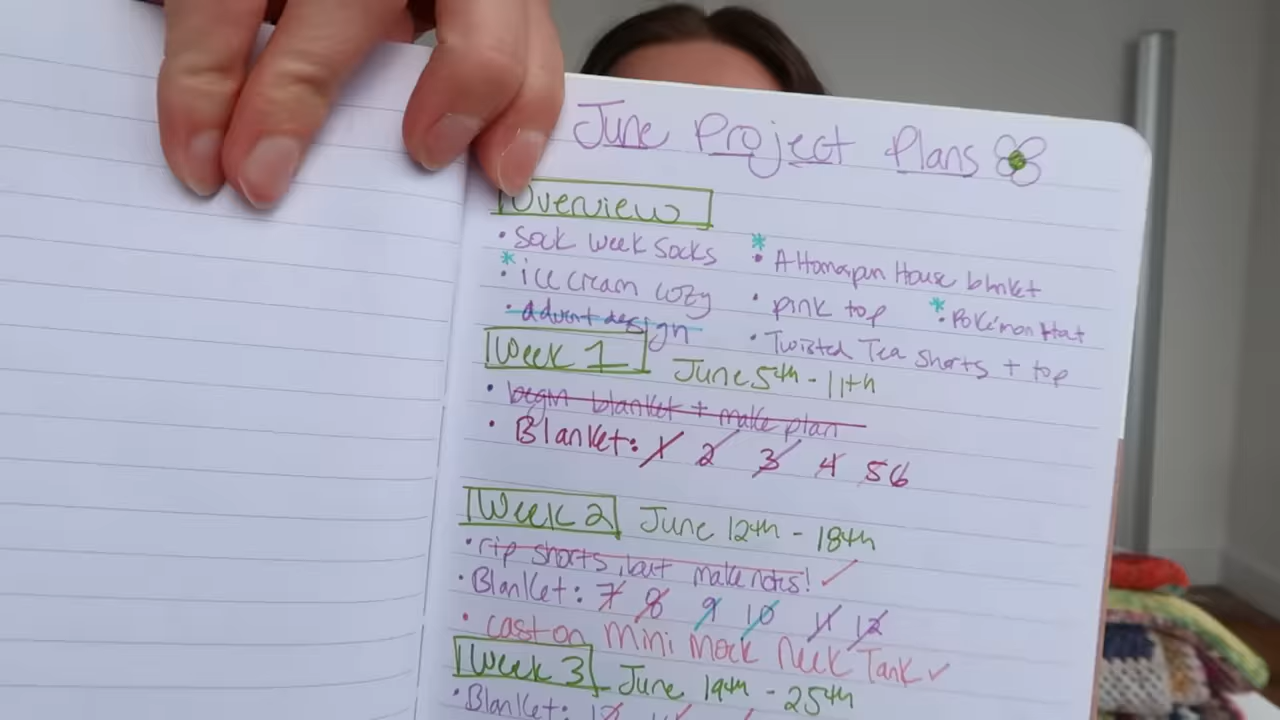 June Project Plans
Overview
• Sock Week Socks
* • A Homespun House blanket
* • ice cream cozy
• pink top
* • Pokémon Hat
• advent design
• Twisted Tea Shorts + top
Week 1 June 5th - 11th
• begin blanket + make plan
• Blanket: 1 2 3 4 5 6
Week 2 June 12th - 18th
• rip shorts, but make notes! ✓
• Blanket: 7 8 9 10 11 12
• cast on Mini Mock Neck Tank ✓
Week 3 June 19th - 25th
• Blanket: